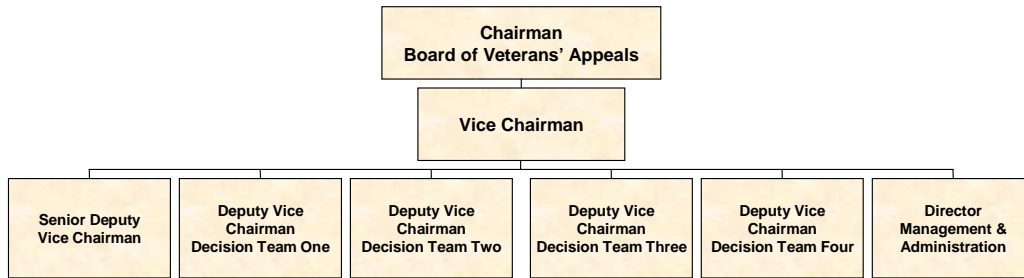 Chairman
Board of Veterans’ Appeals
Vice Chairman
Senior Deputy
Vice Chairman
Deputy Vice
Chairman
Decision Team One
Deputy Vice
Chairman
Decision Team Two
Deputy Vice
Chairman
Decision Team Three
Deputy Vice
Chairman
Decision Team Four
Director
Management &
Administration